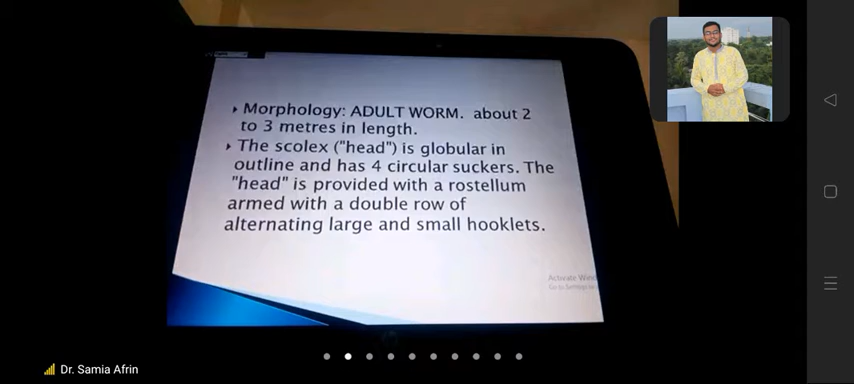 Morphology: ADULT WORM. about 2
to 3 metres in length.
The scolex ("head") is globular in
outline and has 4 circular suckers. The
"head" is provided with a rostellum
armed with a double row of
alternating large and small hooklets.
Activate Wind
Dr. Samia Afrin